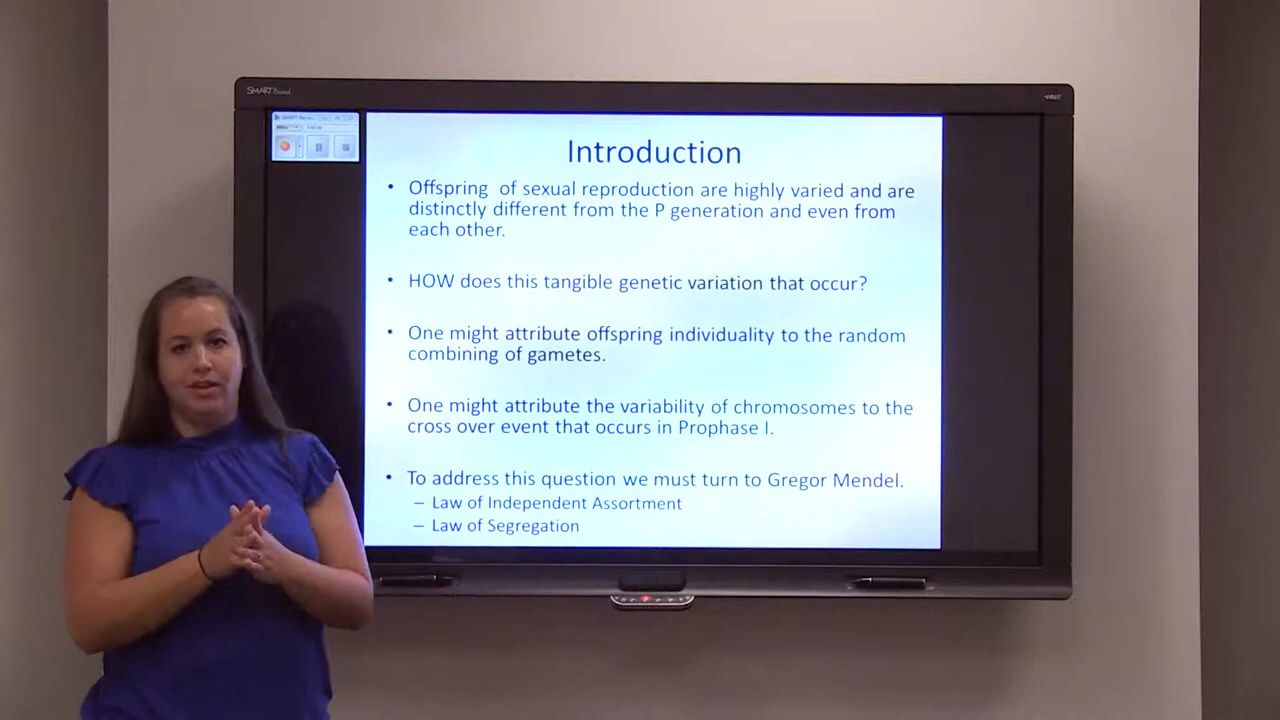 SMART Board
Introduction
• Offspring of sexual reproduction are highly varied and are
distinctly different from the P generation and even from
each other.
• HOW does this tangible genetic variation that occur?
• One might attribute offspring individuality to the random
combining of gametes.
• One might attribute the variability of chromosomes to the
cross over event that occurs in Prophase I.
• To address this question we must turn to Gregor Mendel.
– Law of Independent Assortment
– Law of Segregation